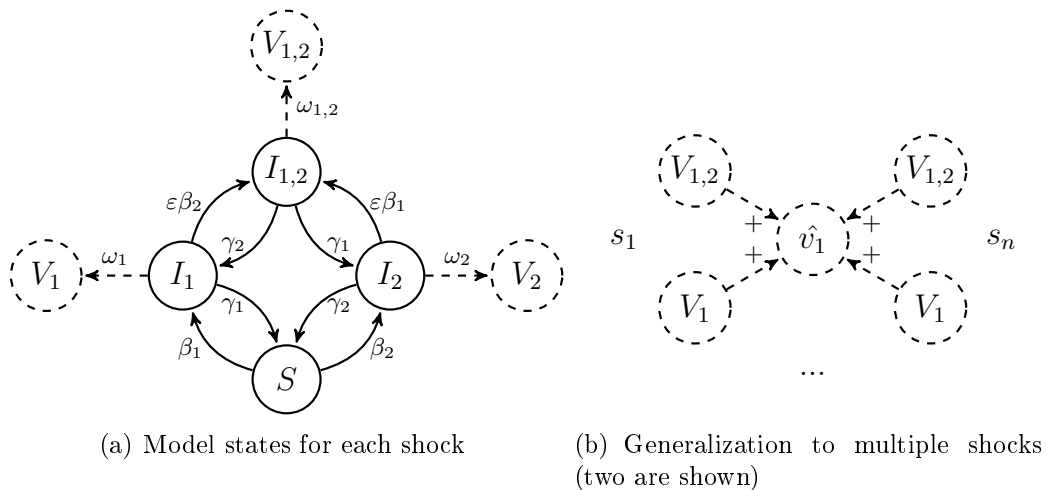 V1,2
ω1,2
I1,2
εβ2
εβ1
γ2
γ1
V1
ω1
I1
I2
ω2
V2
γ1
γ2
β1
β2
S
(a) Model states for each shock
V1,2
V1,2
s1
+
+
v̂1
sn
+
+
V1
V1
...
(b) Generalization to multiple shocks
(two are shown)